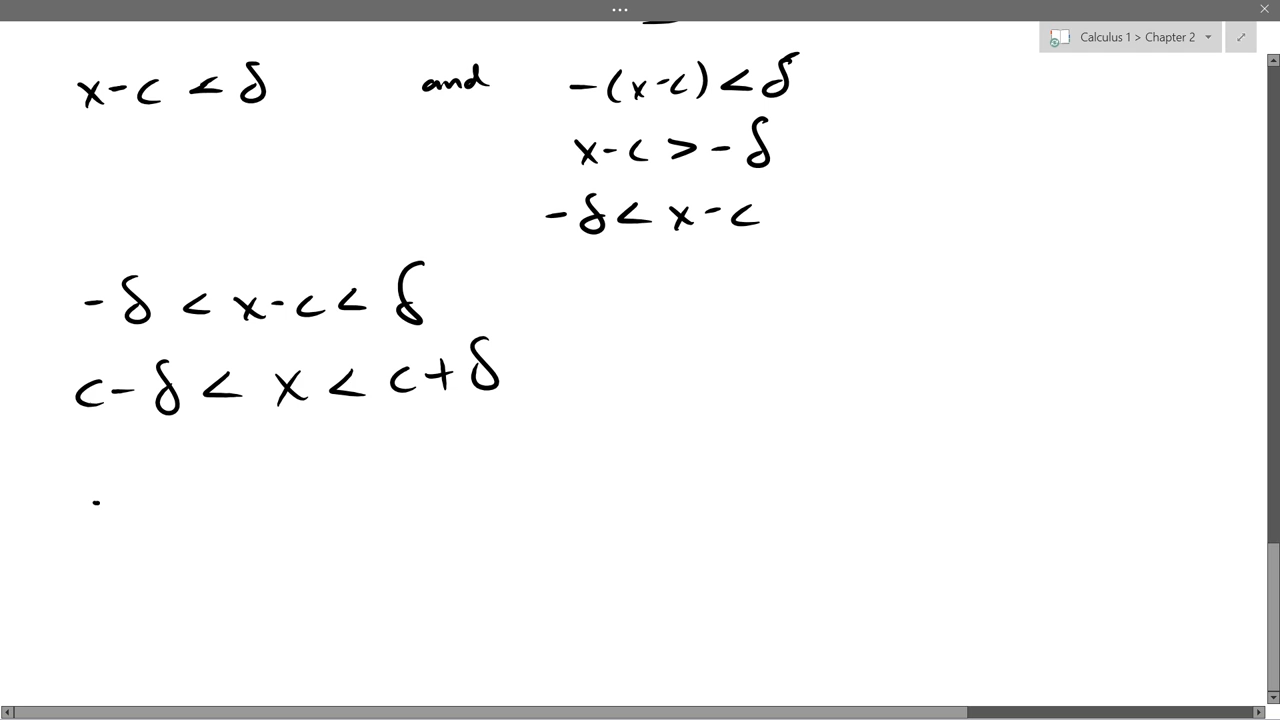 ...
Calculus 1 > Chapter 2
x-c < δ and -(x-c) < δ
x-c > -δ
-δ < x-c
-δ < x-c < δ
c-δ < x < c+δ
.